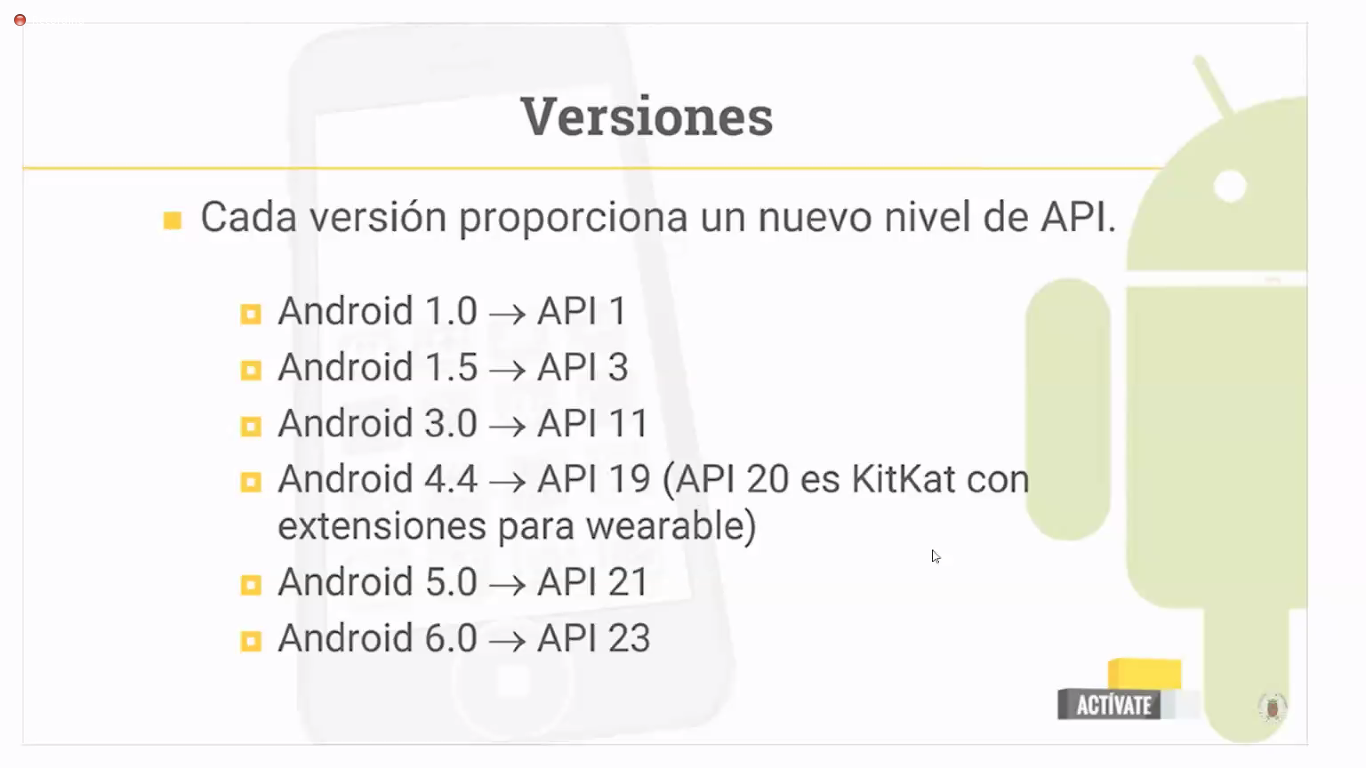 Versiones
Cada versión proporciona un nuevo nivel de API.
Android 1.0 → API 1
Android 1.5 → API 3
Android 3.0 → API 11
Android 4.4 → API 19 (API 20 es KitKat con
extensiones para wearable)
Android 5.0 → API 21
Android 6.0 → API 23
ACTÍVATE